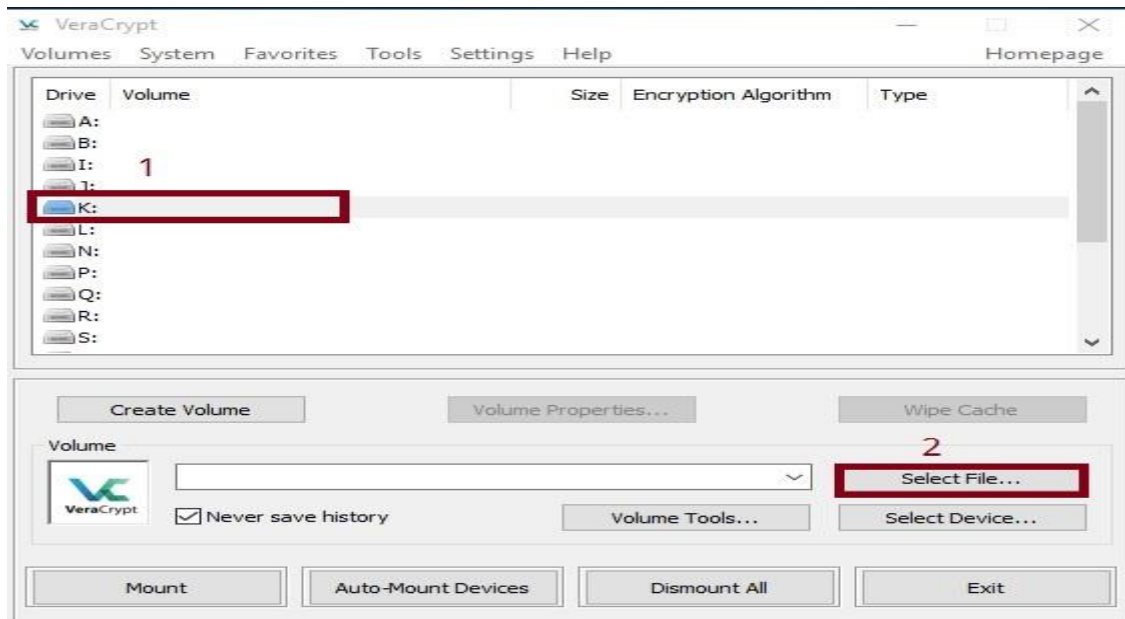 VeraCrypt
Volumes System Favorites Tools Settings Help Homepage
Drive Volume Size Encryption Algorithm Type
A:
B:
I:
1
J:
K:
L:
N:
P:
Q:
R:
S:
Create Volume Volume Properties... Wipe Cache
Volume
2
Select File...
VeraCrypt
Never save history Volume Tools... Select Device...
Mount Auto-Mount Devices Dismount All Exit